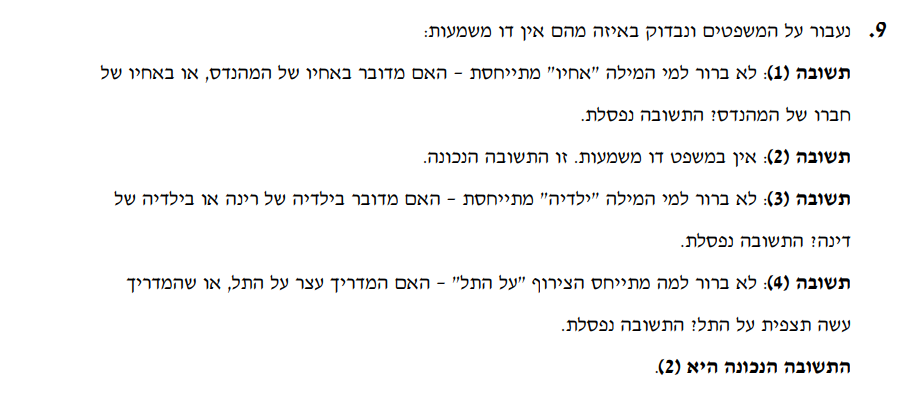 9. נעבור על המשפטים ונבדוק באיזה מהם אין דו משמעות:
תשובה (1): לא ברור למי המילה "אחיו" מתייחסת – האם מדובר באחיו של המהנדס, או באחיו של
חברו של המהנדס? התשובה נפסלת.
תשובה (2): אין במשפט דו משמעות. זו התשובה הנכונה.
תשובה (3): לא ברור למי המילה "ילדיה" מתייחסת – האם מדובר בילדיה של רינה או בילדיה של
דינה? התשובה נפסלת.
תשובה (4): לא ברור למה מתייחס הצירוף "על התל" – האם המדריך עצר על התל, או שהמדריך
עשה תצפית על התל? התשובה נפסלת.
התשובה הנכונה היא (2).